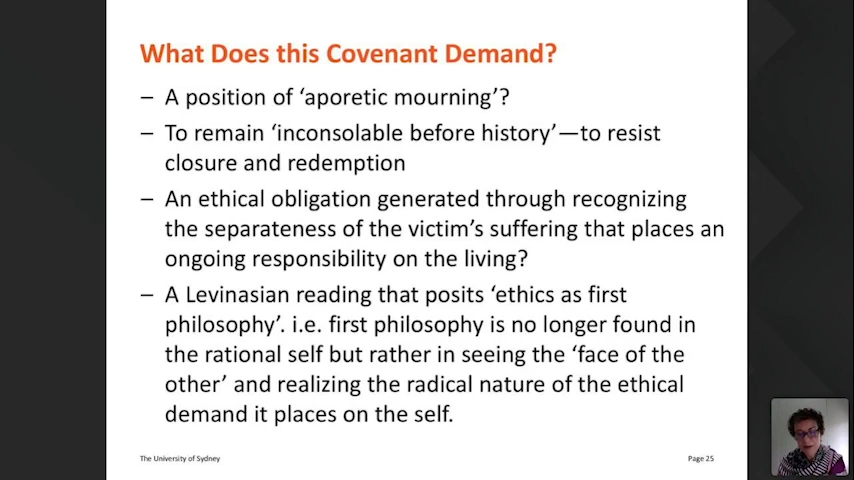 What Does this Covenant Demand?
– A position of ‘aporetic mourning’?
– To remain ‘inconsolable before history’—to resist
closure and redemption
– An ethical obligation generated through recognizing
the separateness of the victim’s suffering that places an
ongoing responsibility on the living?
– A Levinasian reading that posits ‘ethics as first
philosophy’. i.e. first philosophy is no longer found in
the rational self but rather in seeing the ‘face of the
other’ and realizing the radical nature of the ethical
demand it places on the self.
The University of Sydney
Page 25